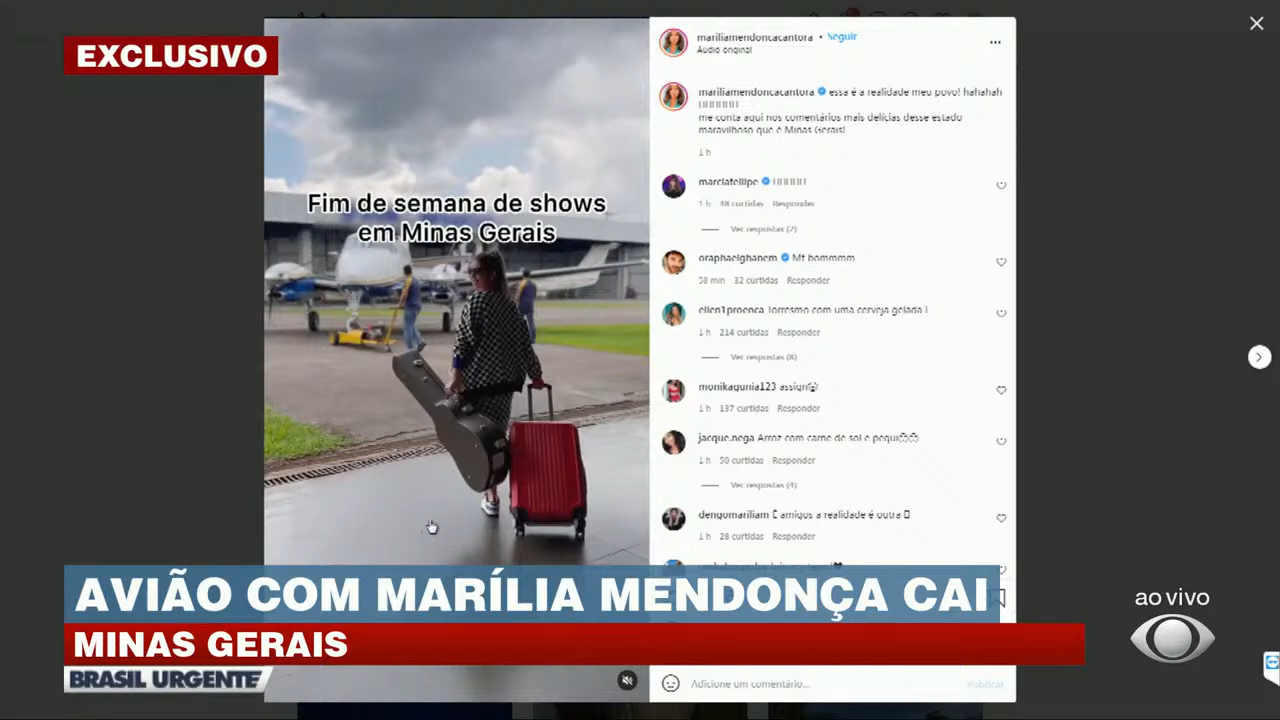 EXCLUSIVO
Fim de semana de shows
em Minas Gerais
mariliamendoncacantora • Seguir
Áudio original
mariliamendoncacantora essa é a realidade meu povo! hahahah
me conta aqui nos comentários mais delícias desse estado
maravilhoso que é Minas Gerais!
1 h
marciafellipe
1 h 48 curtidas Responder
Ver respostas (2)
oraphaelghanem Mt bommmm
58 min 32 curtidas Responder
ellen1proenca Torresmo com uma cerveja gelada !
1 h 214 curtidas Responder
Ver respostas (8)
monikagunia123 assign
1 h 137 curtidas Responder
jacque.nega Arroz com carne de sol e pequi
1 h 50 curtidas Responder
Ver respostas (4)
dengomariliam amigos a realidade é outra
1 h 28 curtidas Responder
AVIÃO COM MARÍLIA MENDONÇA CAI
MINAS GERAIS
BRASIL URGENTE
ao vivo
Adicione um comentário...
Publicar